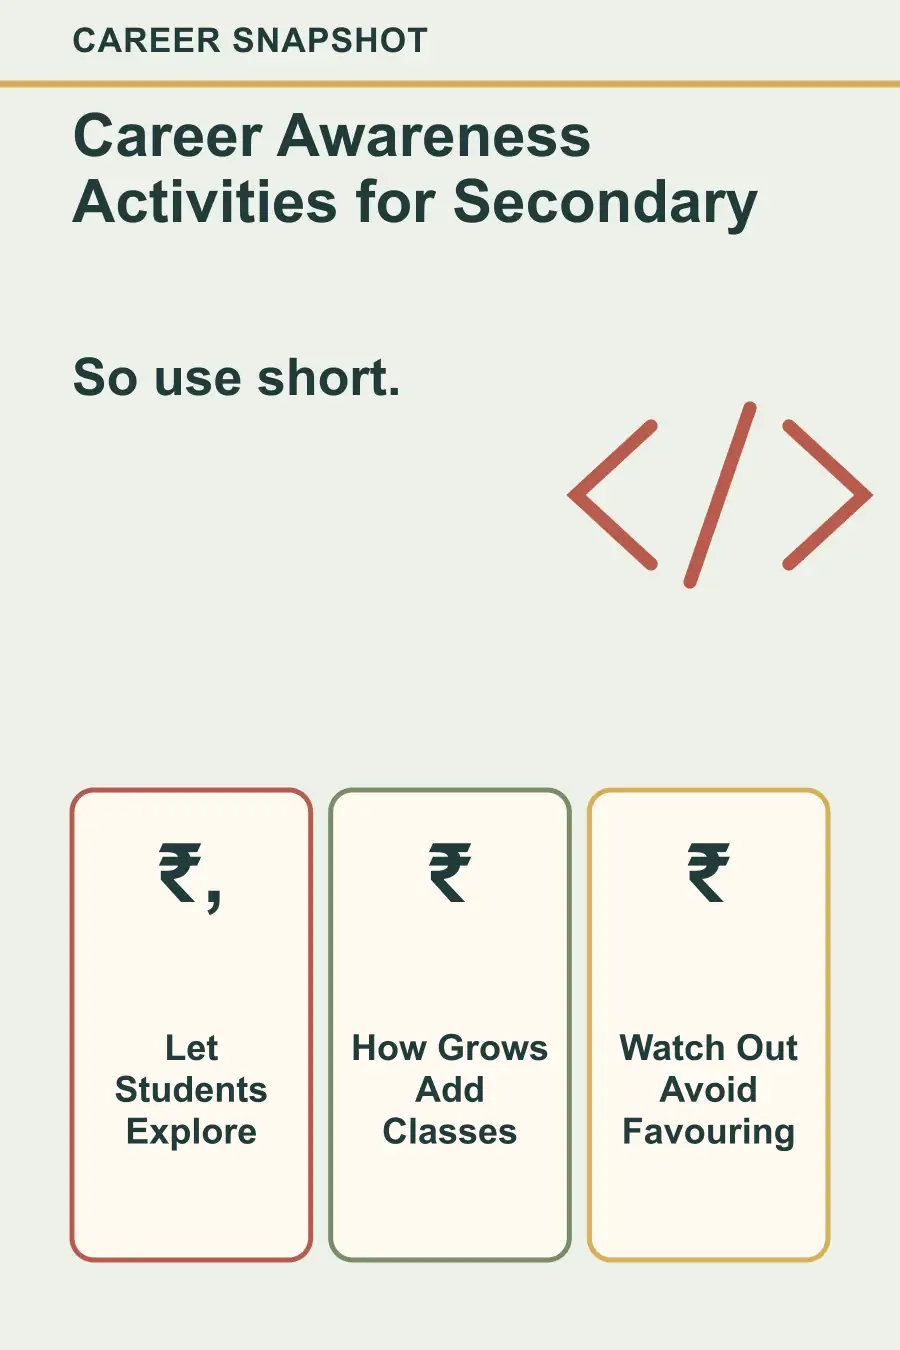 CAREER SNAPSHOT
Career Awareness
Activities for Secondary
So use short.
</>
₹,
Let
Students
Explore
₹
How Grows
Add
Classes
₹
Watch Out
Avoid
Favouring